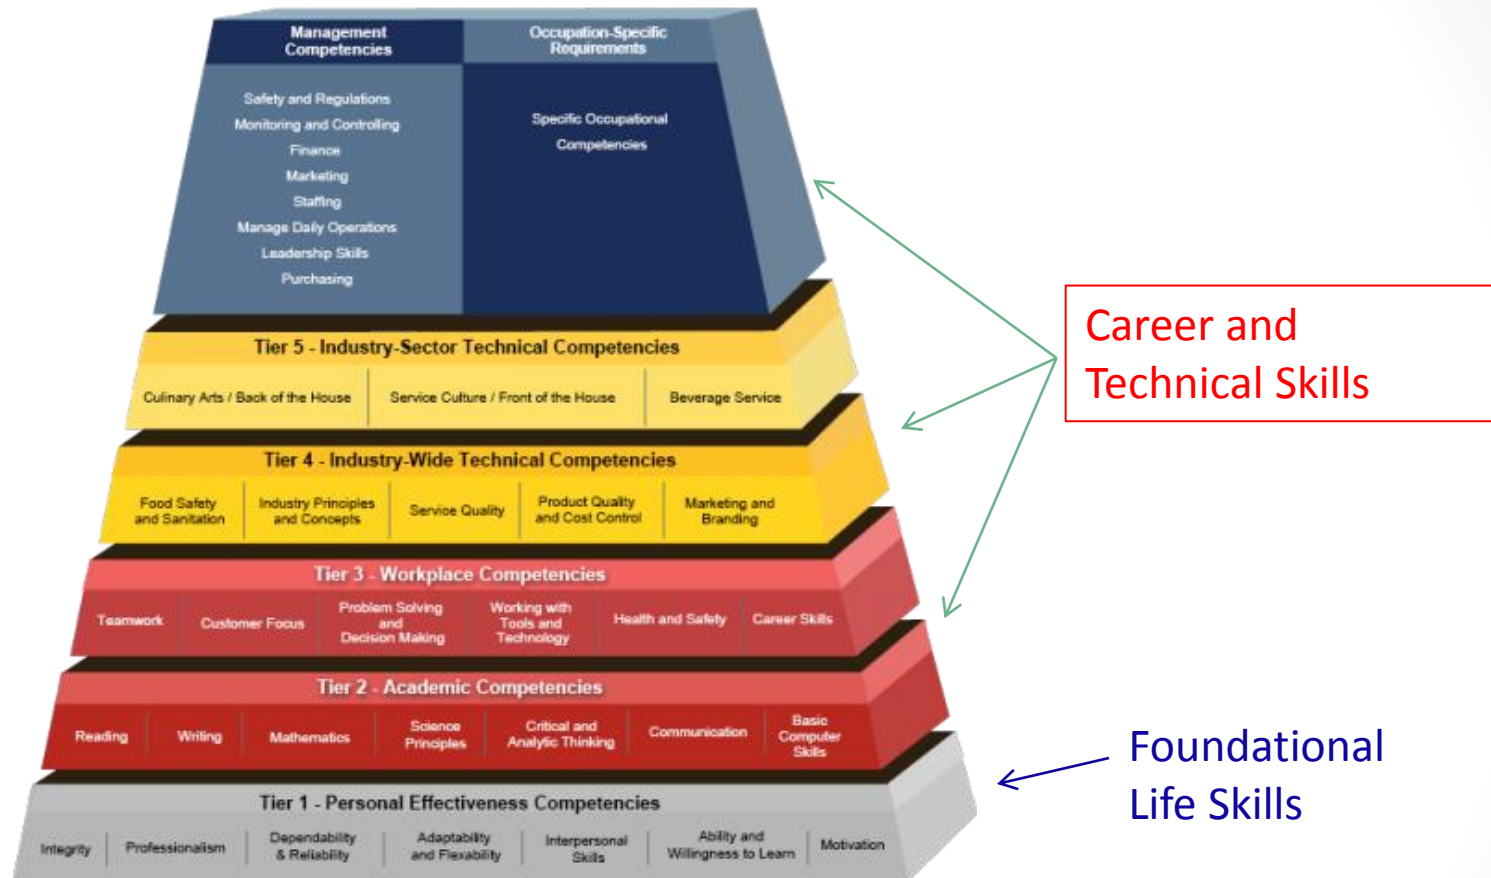 Management
Competencies
Occupation-Specific
Requirements
Safety and Regulations
Monitoring and Controlling
Finance
Marketing
Staffing
Manage Daily Operations
Leadership Skills
Purchasing
Specific Occupational
Competencies
Tier 5 - Industry-Sector Technical Competencies
Culinary Arts / Back of the House
Service Culture / Front of the House
Beverage Service
Tier 4 - Industry-Wide Technical Competencies
Food Safety
and Sanitation
Industry Principles
and Concepts
Service Quality
Product Quality
and Cost Control
Marketing and
Branding
Tier 3 - Workplace Competencies
Teamwork
Customer Focus
Problem Solving
and
Decision Making
Working with
Tools and
Technology
Health and Safety
Career Skills
Tier 2 - Academic Competencies
Reading
Writing
Mathematics
Science
Principles
Critical and
Analytic Thinking
Communication
Basic
Computer
Skills
Tier 1 - Personal Effectiveness Competencies
Integrity
Professionalism
Dependability
& Reliability
Adaptability
and Flexability
Interpersonal
Skills
Ability and
Willingness to Learn
Motivation
Career and
Technical Skills
Foundational
Life Skills